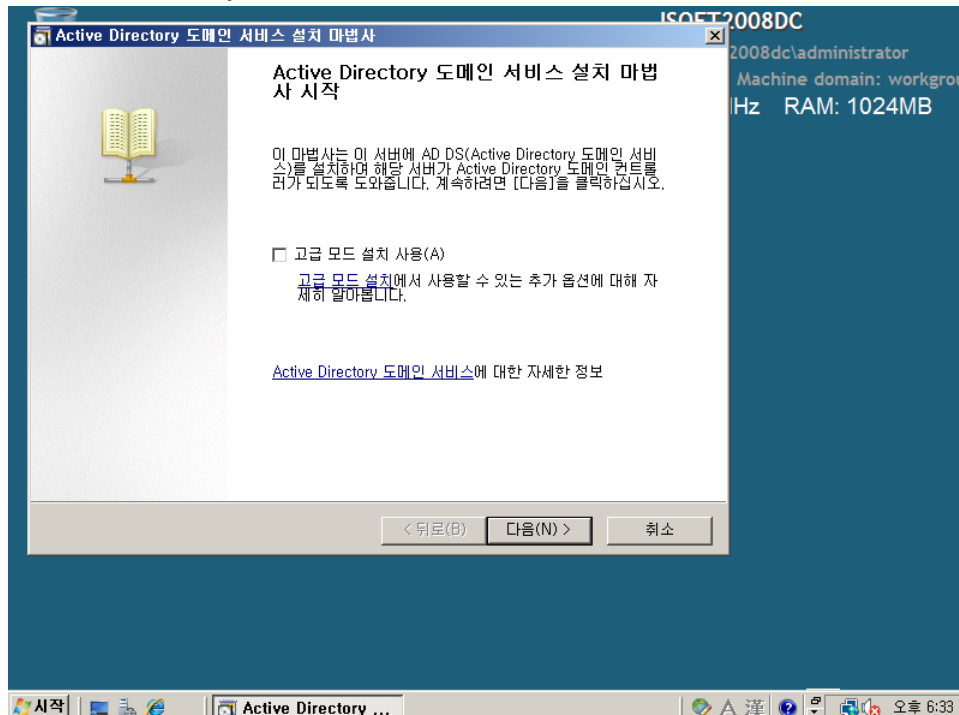 Active Directory 도메인 서비스 설치 마법사
2008DC
2008dc\administrator
Machine domain:
Hz RAM: 1024MB
Active Directory 도메인 서비스 설치 마법
사 시작
이 마법사는 이 서버에 AD DS(Active Directory 도메인 서비
스)를 설치하여 해당 서버가 Active Directory 도메인 컨트롤
러가 되도록 도와줍니다. 계속하려면 [다음]을 클릭하십시오.
고급 모드 설치 사용(A)
고급 모드 설치에서 사용할 수 있는 추가 옵션에 대해 자
세히 알아봅니다.
Active Directory 도메인 서비스에 대한 자세한 정보
< 뒤로(B) 다음(N) > 취소
시작 Active Directory ... A 漢 오후 6:33